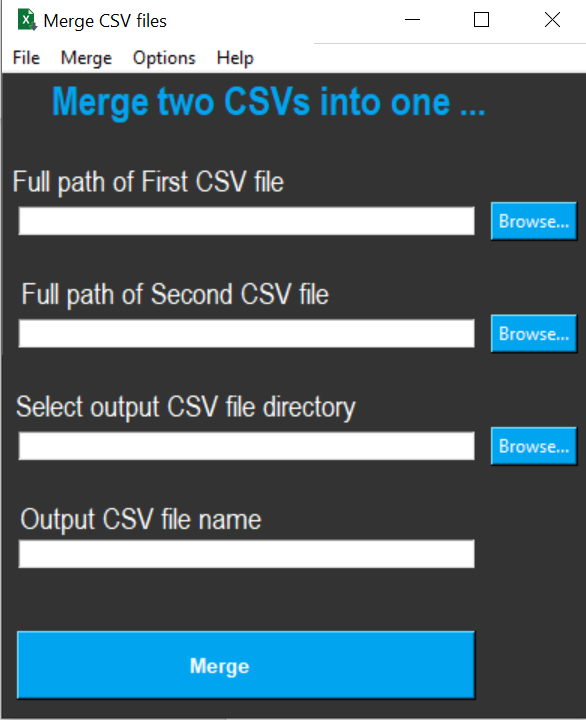 Merge CSV files
File Merge Options Help
Merge two CSVs into one ...
Full path of First CSV file
Browse...
Full path of Second CSV file
Browse...
Select output CSV file directory
Browse...
Output CSV file name
Merge